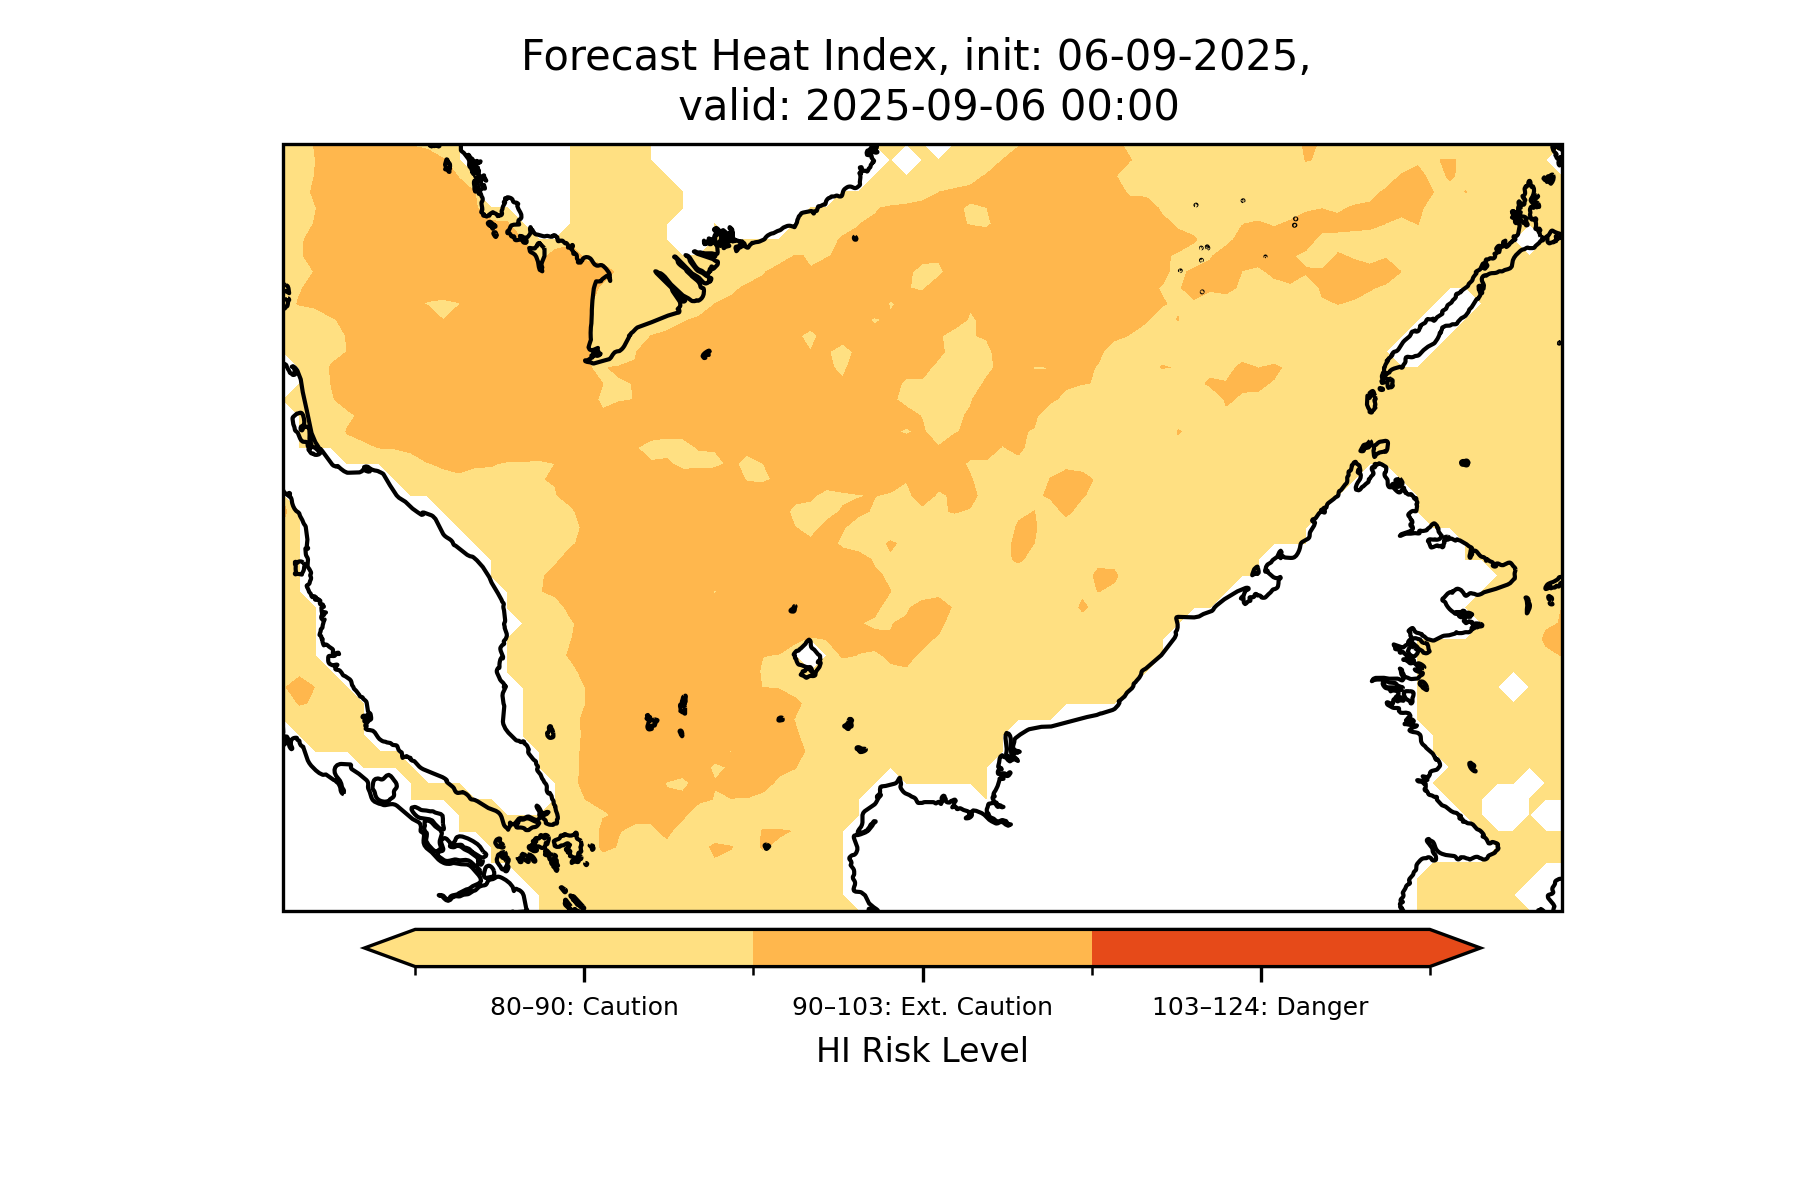 Forecast Heat Index, init: 06-09-2025,
valid: 2025-09-06 00:00
80–90: Caution
90–103: Ext. Caution
103–124: Danger
HI Risk Level